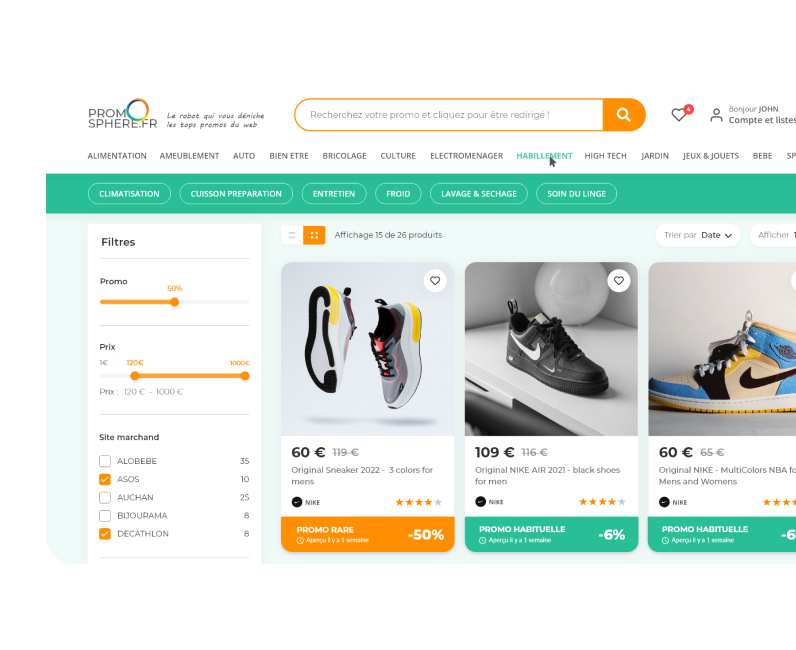 PROM
SPHERE.FR
Le robot qui vous déniche
les tops promos du web
Recherchez votre promo et cliquez pour être redirigé !
4
Bonjour JOHN
Compte et listes
ALIMENTATION AMEUBLEMENT AUTO BIEN ETRE BRICOLAGE CULTURE ELECTROMENAGER HABILLEMENT HIGH TECH JARDIN JEUX & JOUETS BEBE SP
CLIMATISATION CUISSON PREPARATION ENTRETIEN FROID LAVAGE & SECHAGE SOIN DU LINGE
Filtres
Promo
50%
Prix
1€ 120€ 1000€
Prix : 120 € - 1000 €
Site marchand
ALOBEBE 35
ASOS 10
AUCHAN 25
BIJOURAMA 8
DECATHLON 8
Affichage 15 de 26 produits
Trier par Date
Afficher 1
60 € 119 €
Original Sneaker 2022 - 3 colors for
mens
NIKE
PROMO RARE
Aperçu il y a 1 semaine
-50%
109 € 116 €
Original NIKE AIR 2021 - black shoes
for men
NIKE
PROMO HABITUELLE
Aperçu il y a 1 semaine
-6%
60 € 65 €
Original NIKE - MultiColors NBA fo
Mens and Womens
NIKE
PROMO HABITUELLE
Aperçu il y a 1 semaine
-6